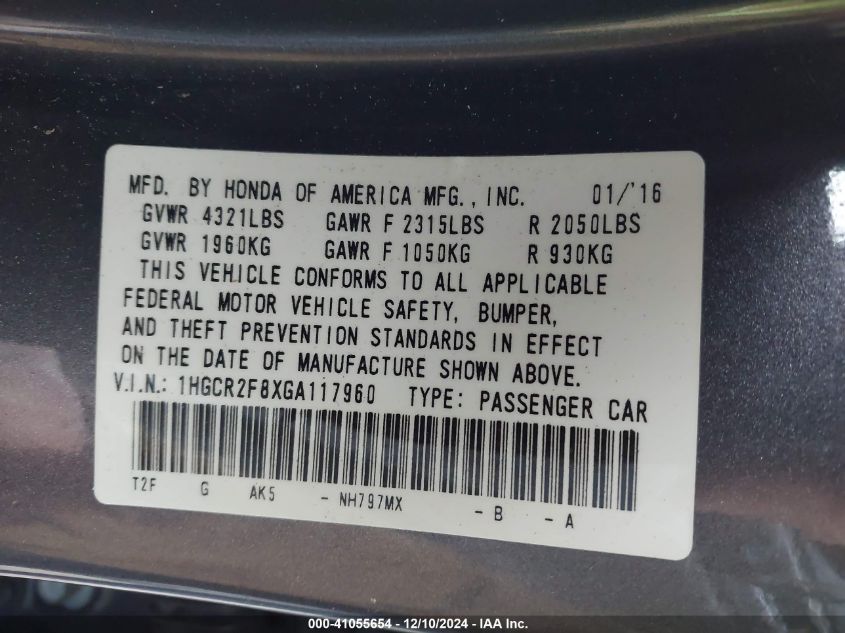 MFD. BY HONDA OF AMERICA MFG., INC. 01/'16
GVWR 4321LBS GAWR F 2315LBS R 2050LBS
GVWR 1960KG GAWR F 1050KG R 930KG
THIS VEHICLE CONFORMS TO ALL APPLICABLE
FEDERAL MOTOR VEHICLE SAFETY, BUMPER,
AND THEFT PREVENTION STANDARDS IN EFFECT
ON THE DATE OF MANUFACTURE SHOWN ABOVE.
V.I.N.: 1HGCR2F8XGA117960 TYPE: PASSENGER CAR
T2F G AK5 - NH797MX - B - A
000-41055654 - 12/10/2024 - IAA Inc.